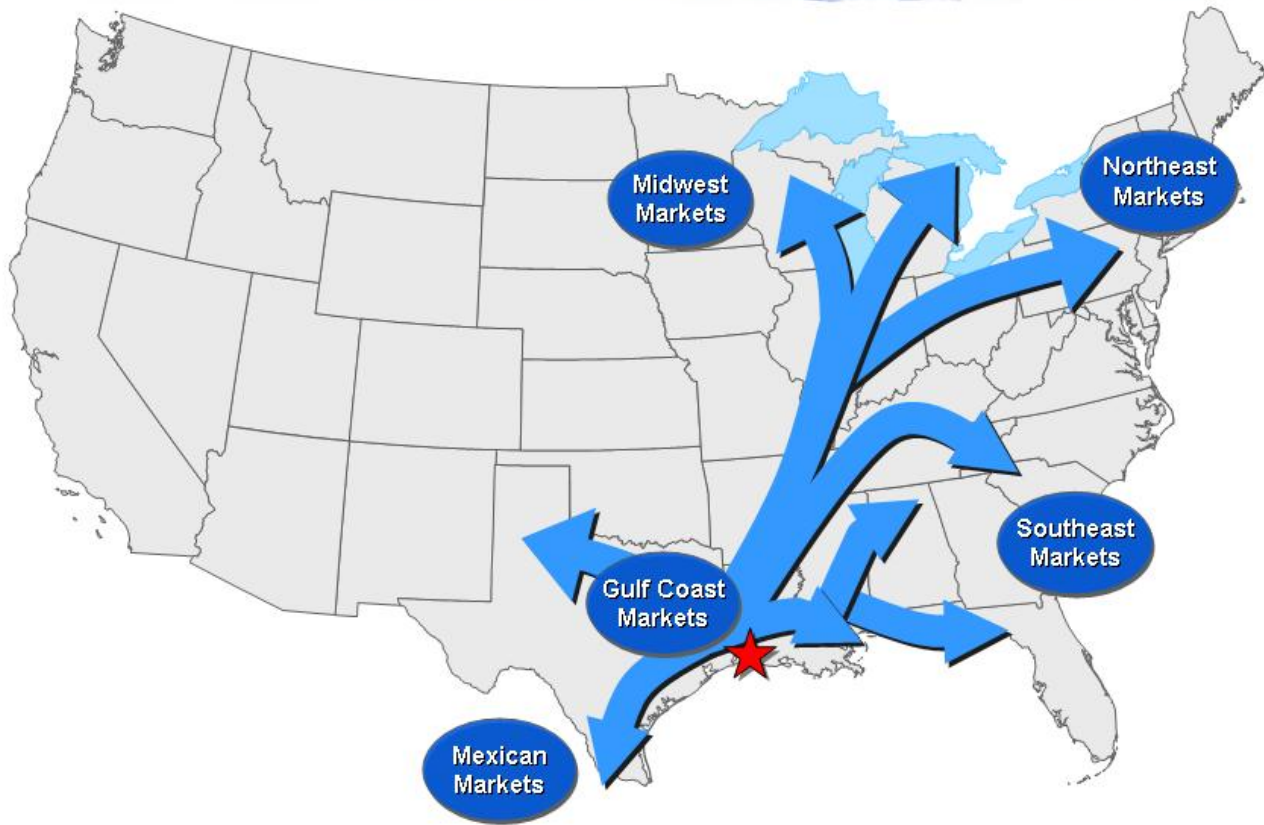 Midwest
Markets
Northeast
Markets
Southeast
Markets
Gulf Coast
Markets
Mexican
Markets